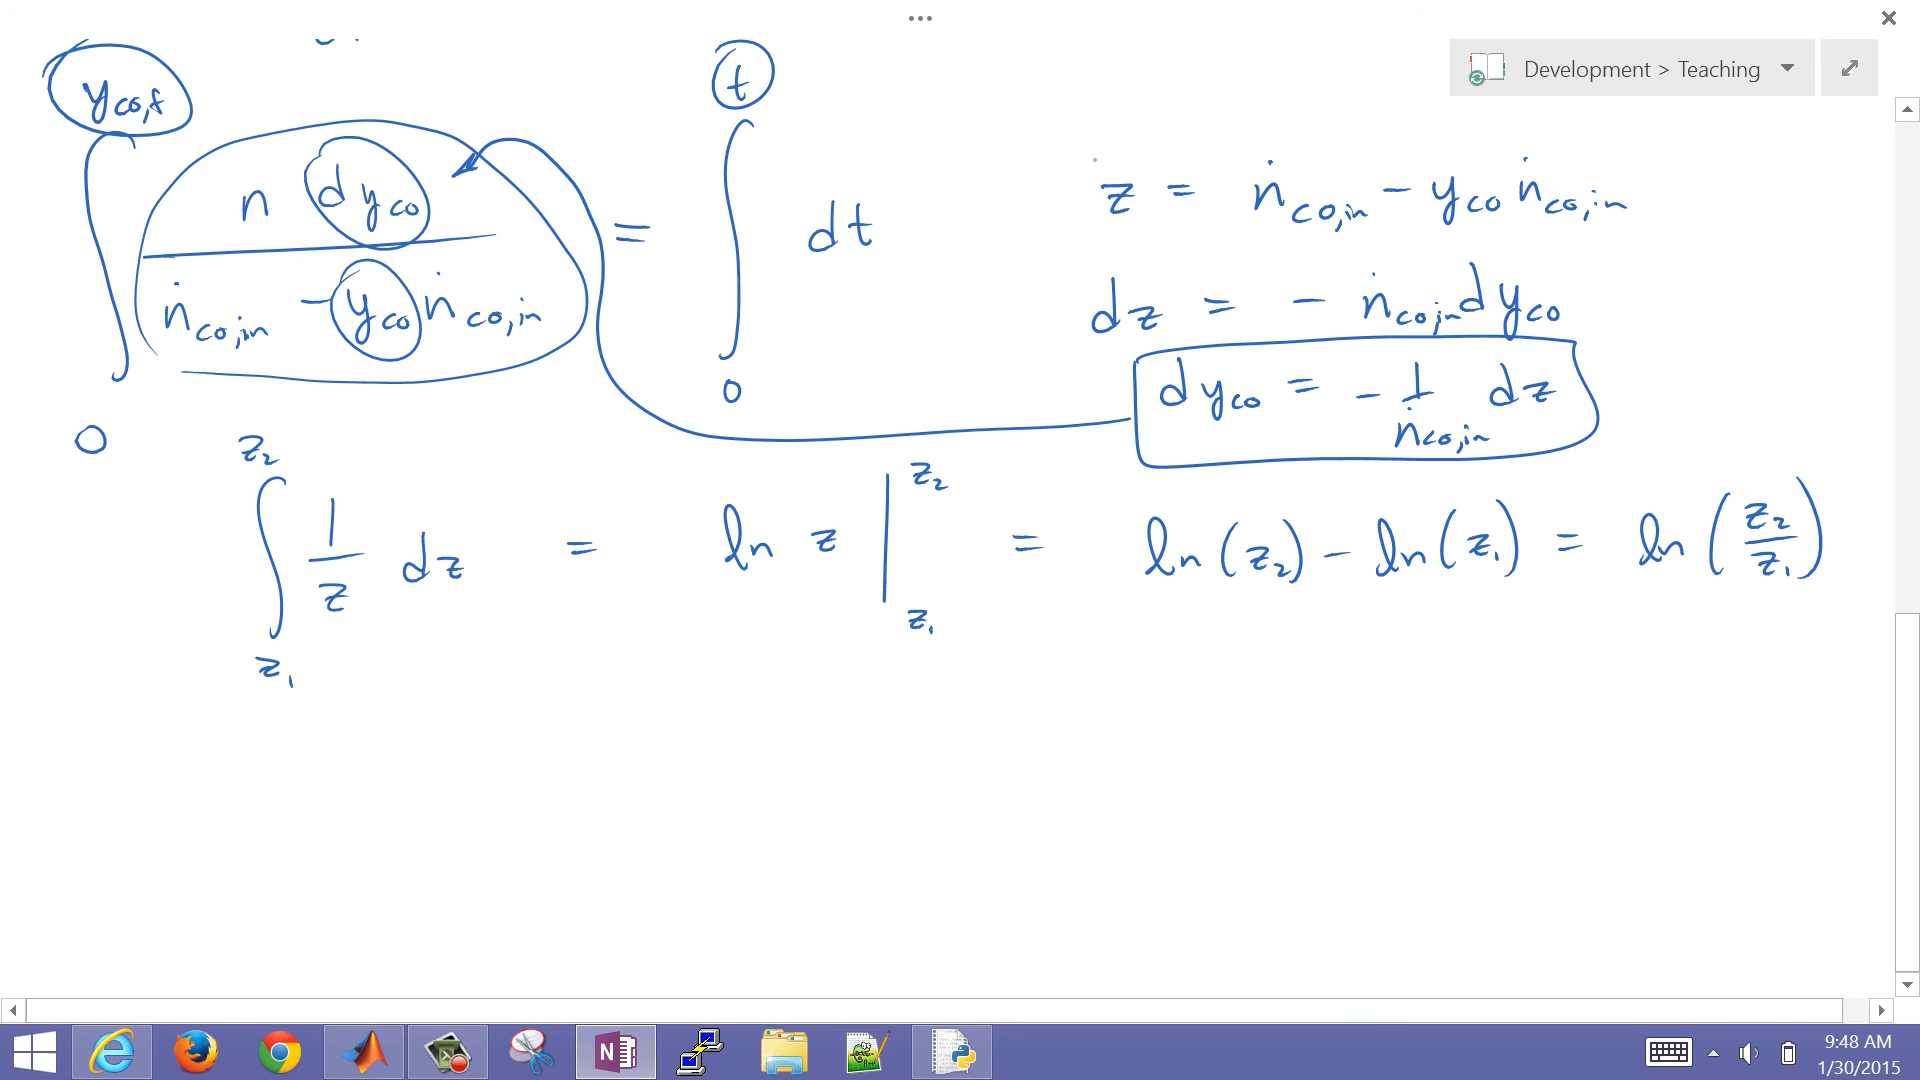 Development > Teaching
y_co,f t
∫ n dy_co / (ṅ_co,in − y_co ṅ_co,in) = ∫ dt
0 0
z = ṅ_co,in − y_co ṅ_co,in
dz = − ṅ_co,in dy_co
dy_co = − 1/ṅ_co,in dz
z₂ z₂
∫ 1/z dz = ln z | = ln(z₂) − ln(z₁) = ln(z₂/z₁)
z₁ z₁
9:48 AM
1/30/2015